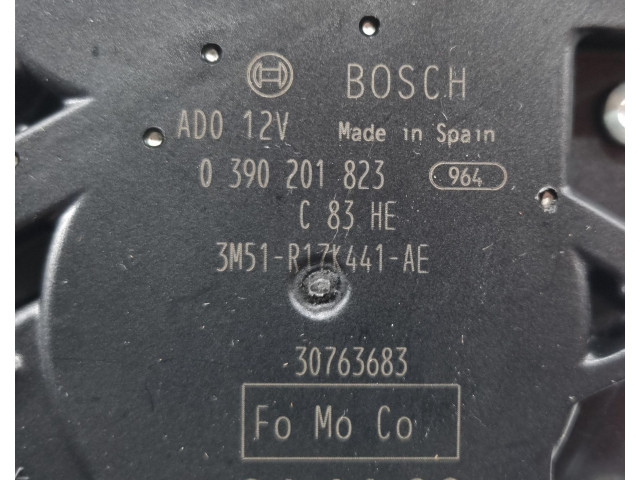 BOSCH
AD0 12V Made in Spain
0 390 201 823 964
C 83 HE
3M51-R17K441-AE
30763683
Fo Mo Co